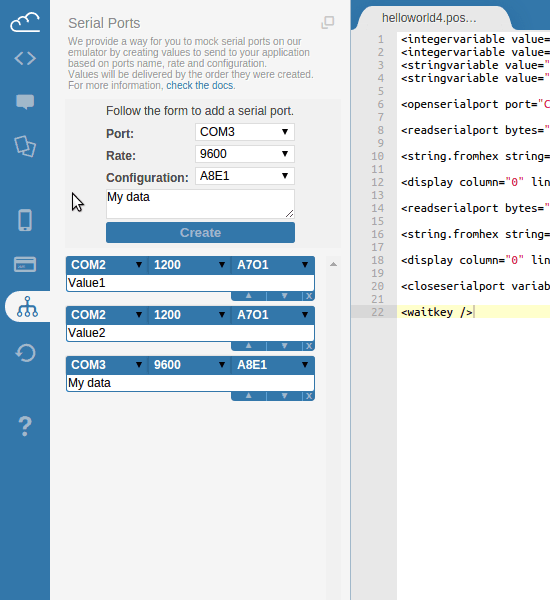 Serial Ports
We provide a way for you to mock serial ports on our
emulator by creating values to send to your application
based on ports name, rate and configuration.
Values will be delivered by the order they were created.
For more information, check the docs.
Follow the form to add a serial port.
Port: COM3
Rate: 9600
Configuration: A8E1
My data
Create
COM2 1200 A7O1
Value1
x
COM2 1200 A7O1
Value2
x
COM3 9600 A8E1
My data
x
?
helloworld4.pos...
1 <integervariable value=
2 <integervariable value=
3 <stringvariable value="
4 <stringvariable value="
5
6 <openserialport port="C
7
8 <readserialport bytes="
9
10 <string.fromhex string=
11
12 <display column="0" lin
13
14 <readserialport bytes="
15
16 <string.fromhex string=
17
18 <display column="0" lin
19
20 <closeserialport variab
21
22 <waitkey />